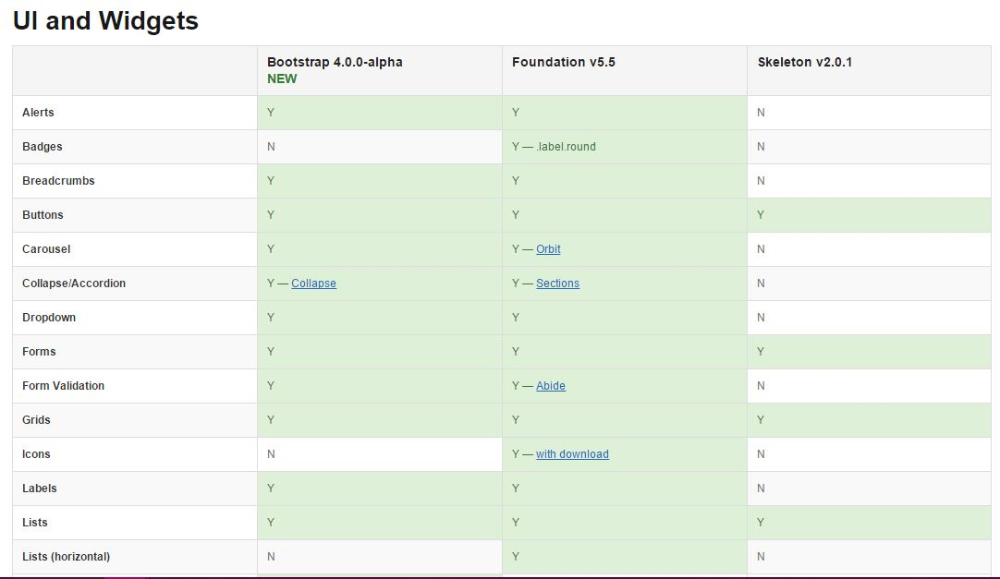 UI and Widgets
Bootstrap 4.0.0-alpha Foundation v5.5 Skeleton v2.0.1
NEW
Alerts Y Y N
Badges N Y — .label.round N
Breadcrumbs Y Y N
Buttons Y Y Y
Carousel Y Y — Orbit N
Collapse/Accordion Y — Collapse Y — Sections N
Dropdown Y Y N
Forms Y Y Y
Form Validation Y Y — Abide N
Grids Y Y Y
Icons N Y — with download N
Labels Y Y N
Lists Y Y Y
Lists (horizontal) N Y N